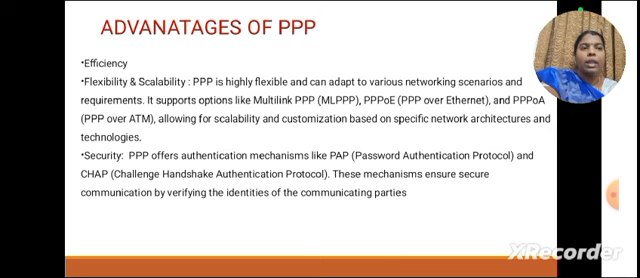 ADVANATAGES OF PPP
•Efficiency
•Flexibility & Scalability : PPP is highly flexible and can adapt to various networking scenarios and
requirements. It supports options like Multilink PPP (MLPPP), PPPoE (PPP over Ethernet), and PPPoA
(PPP over ATM), allowing for scalability and customization based on specific network architectures and
technologies.
•Security: PPP offers authentication mechanisms like PAP (Password Authentication Protocol) and
CHAP (Challenge Handshake Authentication Protocol). These mechanisms ensure secure
communication by verifying the identities of the communicating parties
XRecorder